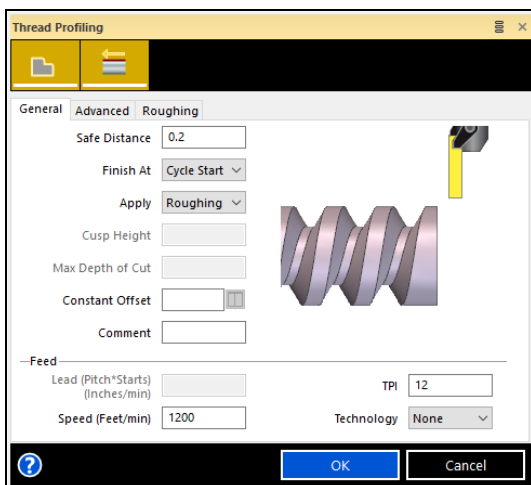 Thread Profiling
General Advanced Roughing
Safe Distance 0.2
Finish At Cycle Start
Apply Roughing
Cusp Height
Max Depth of Cut
Constant Offset
Comment
Feed
Lead (Pitch*Starts)
(Inches/min)
TPI 12
Speed (Feet/min) 1200 Technology None
? OK Cancel